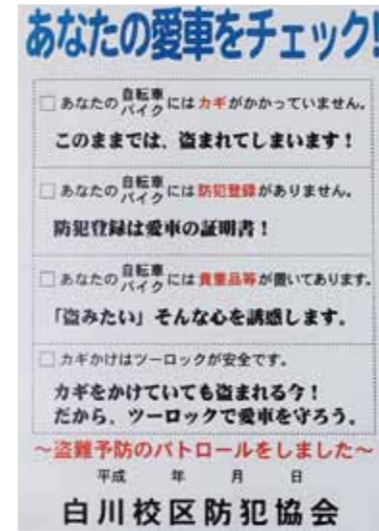 あなたの愛車をチェック!
□ あなたの自転車バイクにはカギがかかっていません。
このままでは、盗まれてしまいます!
□ あなたの自転車バイクには防犯登録がありません。
防犯登録は愛車の証明書!
□ あなたの自転車バイクには貴重品等が置いてあります。
「盗みたい」そんな心を誘惑します。
□ カギかけはツーロックが安全です。
カギをかけていても盗まれる今!
だから、ツーロックで愛車を守ろう。
~盗難予防のパトロールをしました~
平成 年 月 日
白川校区防犯協会